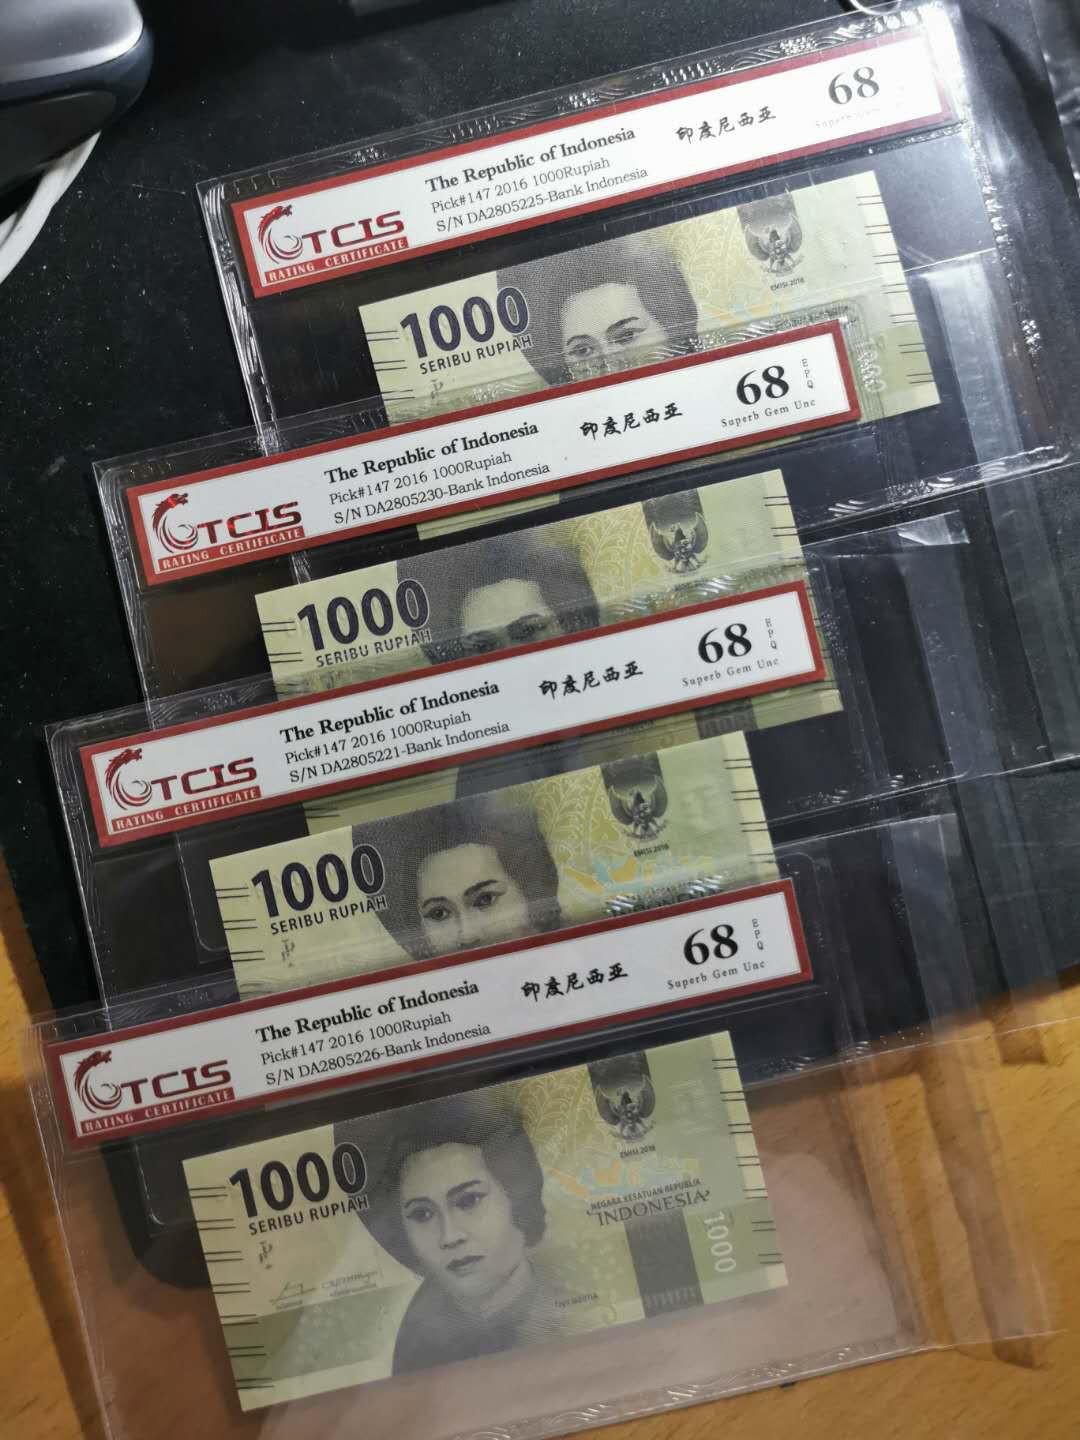 TCIS
RATING CERTIFICATE
The Republic of Indonesia
Pick#147 2016 1000Rupiah
S/N DA2805225-Bank Indonesia
印度尼西亚
68
Superb Gem Unc
1000
SERIBU RUPIAH
EMISI 2016
TCIS
RATING CERTIFICATE
The Republic of Indonesia
Pick#147 2016 1000Rupiah
S/N DA2805230-Bank Indonesia
印度尼西亚
68
EPQ
Superb Gem Unc
1000
SERIBU RUPIAH
TCIS
RATING CERTIFICATE
The Republic of Indonesia
Pick#147 2016 1000Rupiah
S/N DA2805221-Bank Indonesia
印度尼西亚
68
EPQ
Superb Gem Unc
1000
SERIBU RUPIAH
EMISI 2016
TCIS
RATING CERTIFICATE
The Republic of Indonesia
Pick#147 2016 1000Rupiah
S/N DA2805226-Bank Indonesia
印度尼西亚
68
EPQ
Superb Gem Unc
1000
SERIBU RUPIAH
EMISI 2016
NEGARA KESATUAN REPUBLIK
INDONESIA
1000